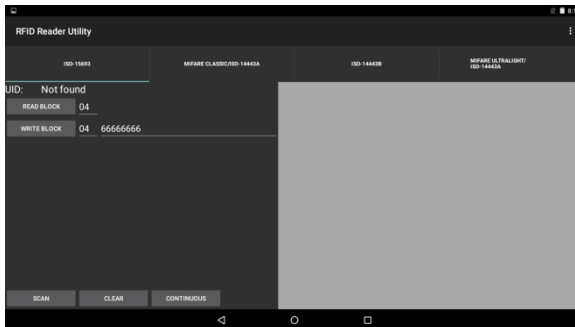 8:
RFID Reader Utility
ISO-15693
MIFARE CLASSIC/ISO-14443A
ISO-14443B
MIFARE ULTRALIGHT/
ISO-14443A
UID: Not found
READ BLOCK 04
WRITE BLOCK 04 66666666
SCAN CLEAR CONTINUOUS